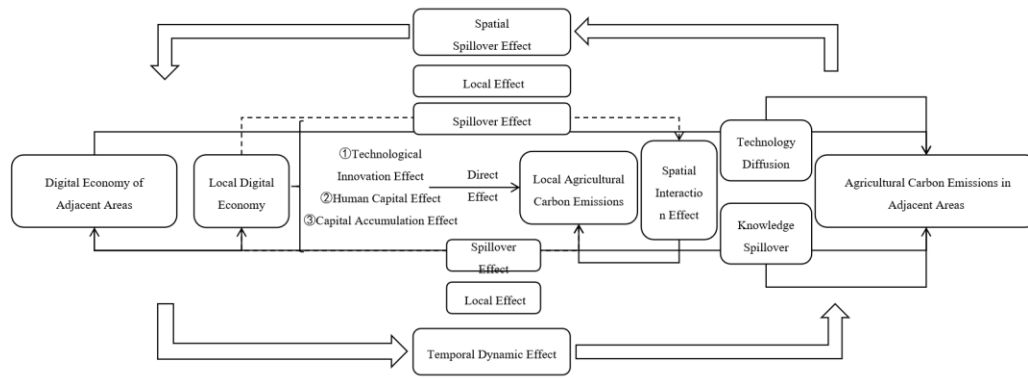 Spatial
Spillover Effect
Local Effect
Spillover Effect
Digital Economy of
Adjacent Areas
Local Digital
Economy
①Technological
Innovation Effect
②Human Capital Effect
③Capital Accumulation Effect
Direct
Effect
Local Agricultural
Carbon Emissions
Spatial
Interactio
n Effect
Technology
Diffusion
Knowledge
Spillover
Agricultural Carbon Emissions in
Adjacent Areas
Spillover
Effect
Local Effect
Temporal Dynamic Effect